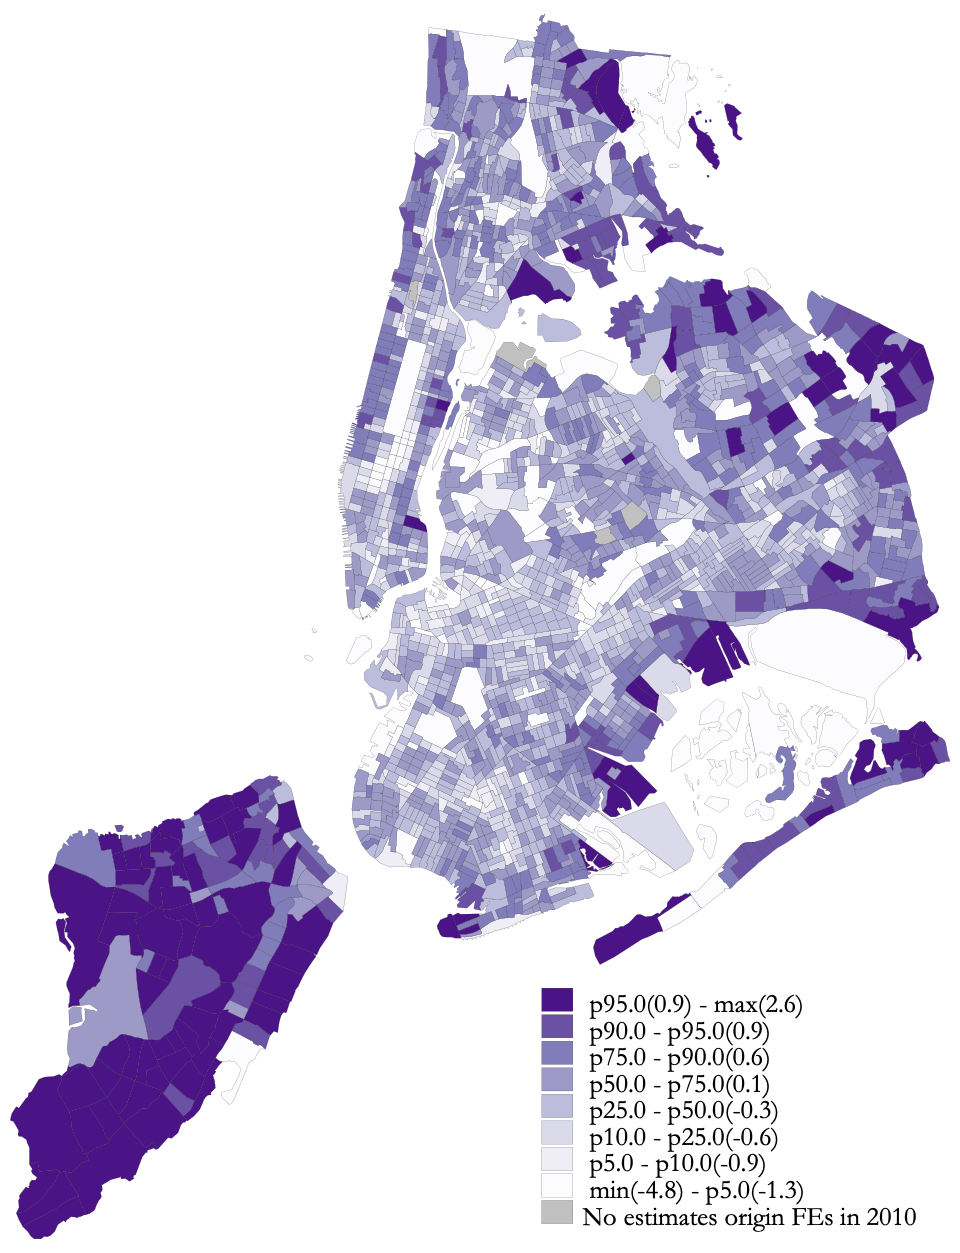 p95.0(0.9) - max(2.6)
p90.0 - p95.0(0.9)
p75.0 - p90.0(0.6)
p50.0 - p75.0(0.1)
p25.0 - p50.0(-0.3)
p10.0 - p25.0(-0.6)
p5.0 - p10.0(-0.9)
min(-4.8) - p5.0(-1.3)
No estimates origin FEs in 2010